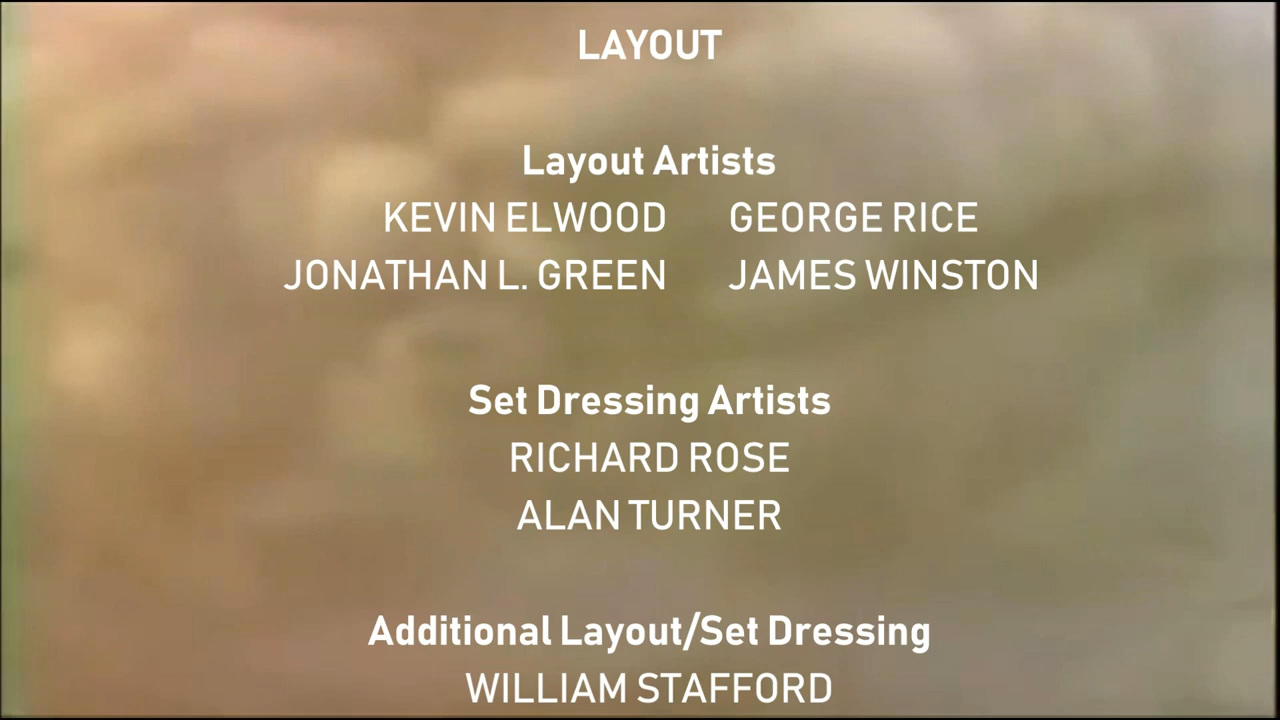 LAYOUT
Layout Artists
KEVIN ELWOOD GEORGE RICE
JONATHAN L. GREEN JAMES WINSTON
Set Dressing Artists
RICHARD ROSE
ALAN TURNER
Additional Layout/Set Dressing
WILLIAM STAFFORD